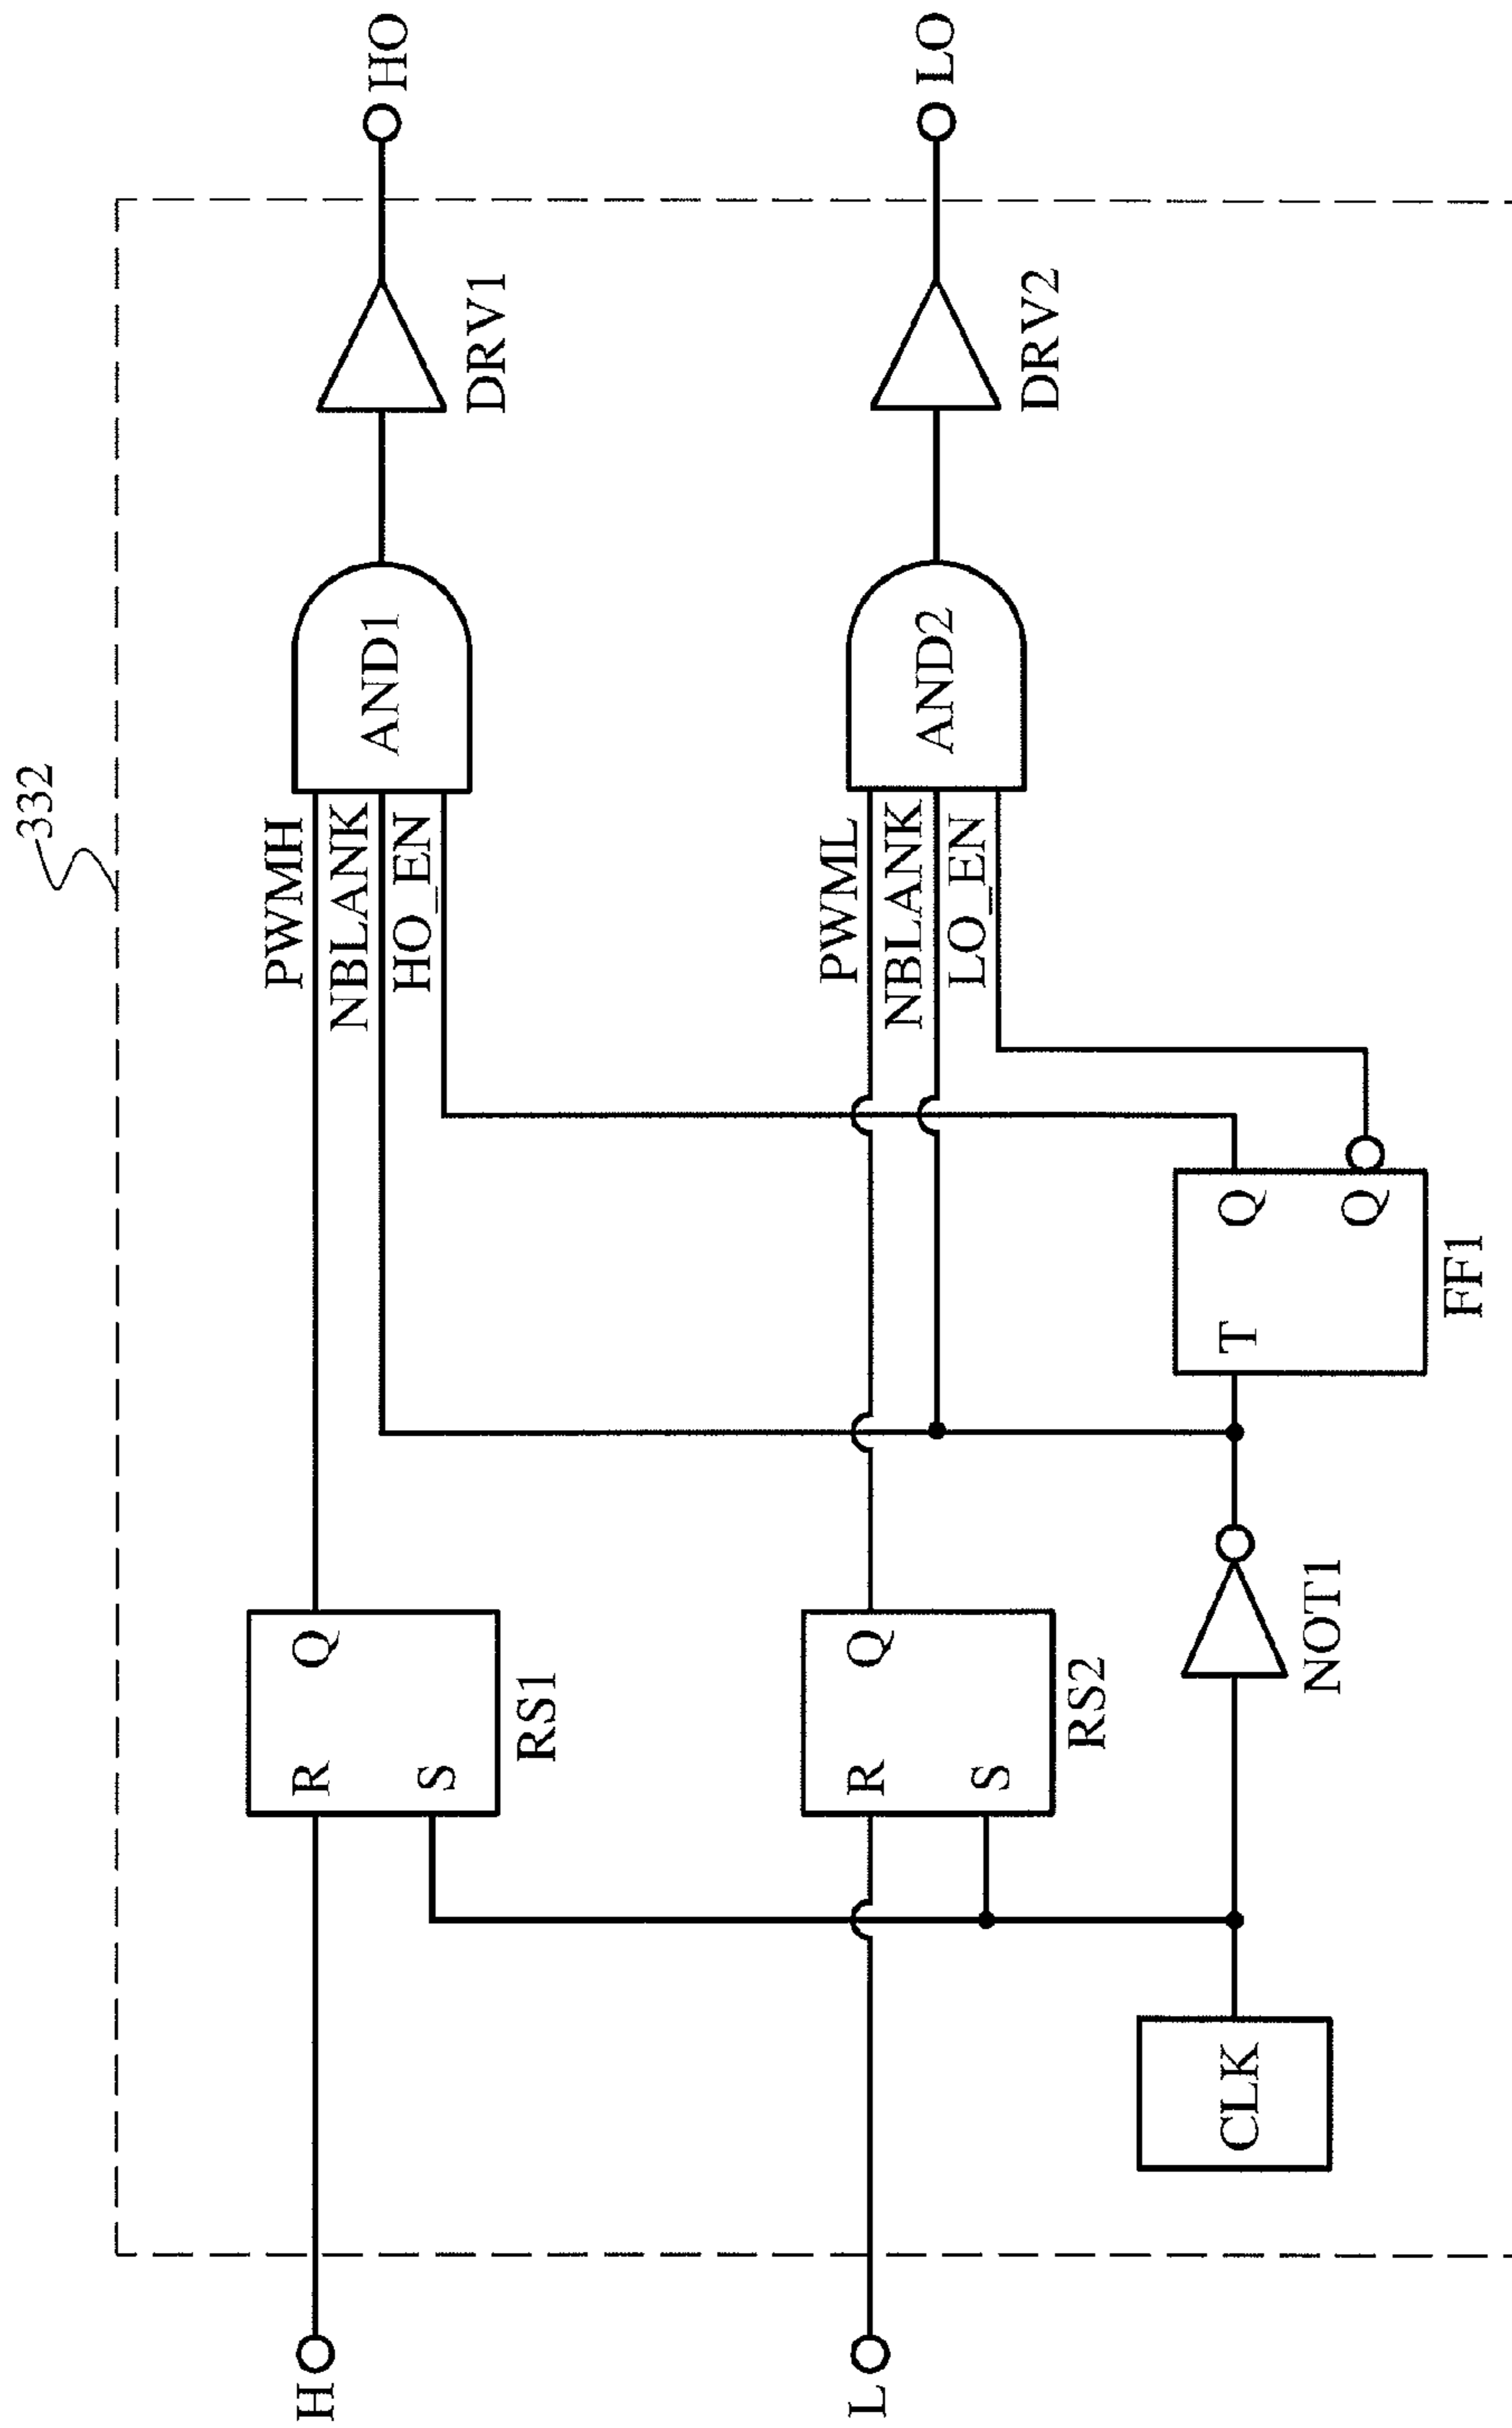 332
H
R
Q
S
RS1
PWMH
NBLANK
HO_EN
AND1
DRV1
HO
L
R
Q
S
RS2
PWML
NBLANK
LO_EN
AND2
DRV2
LO
CLK
NOT1
T
Q
Q
FF1